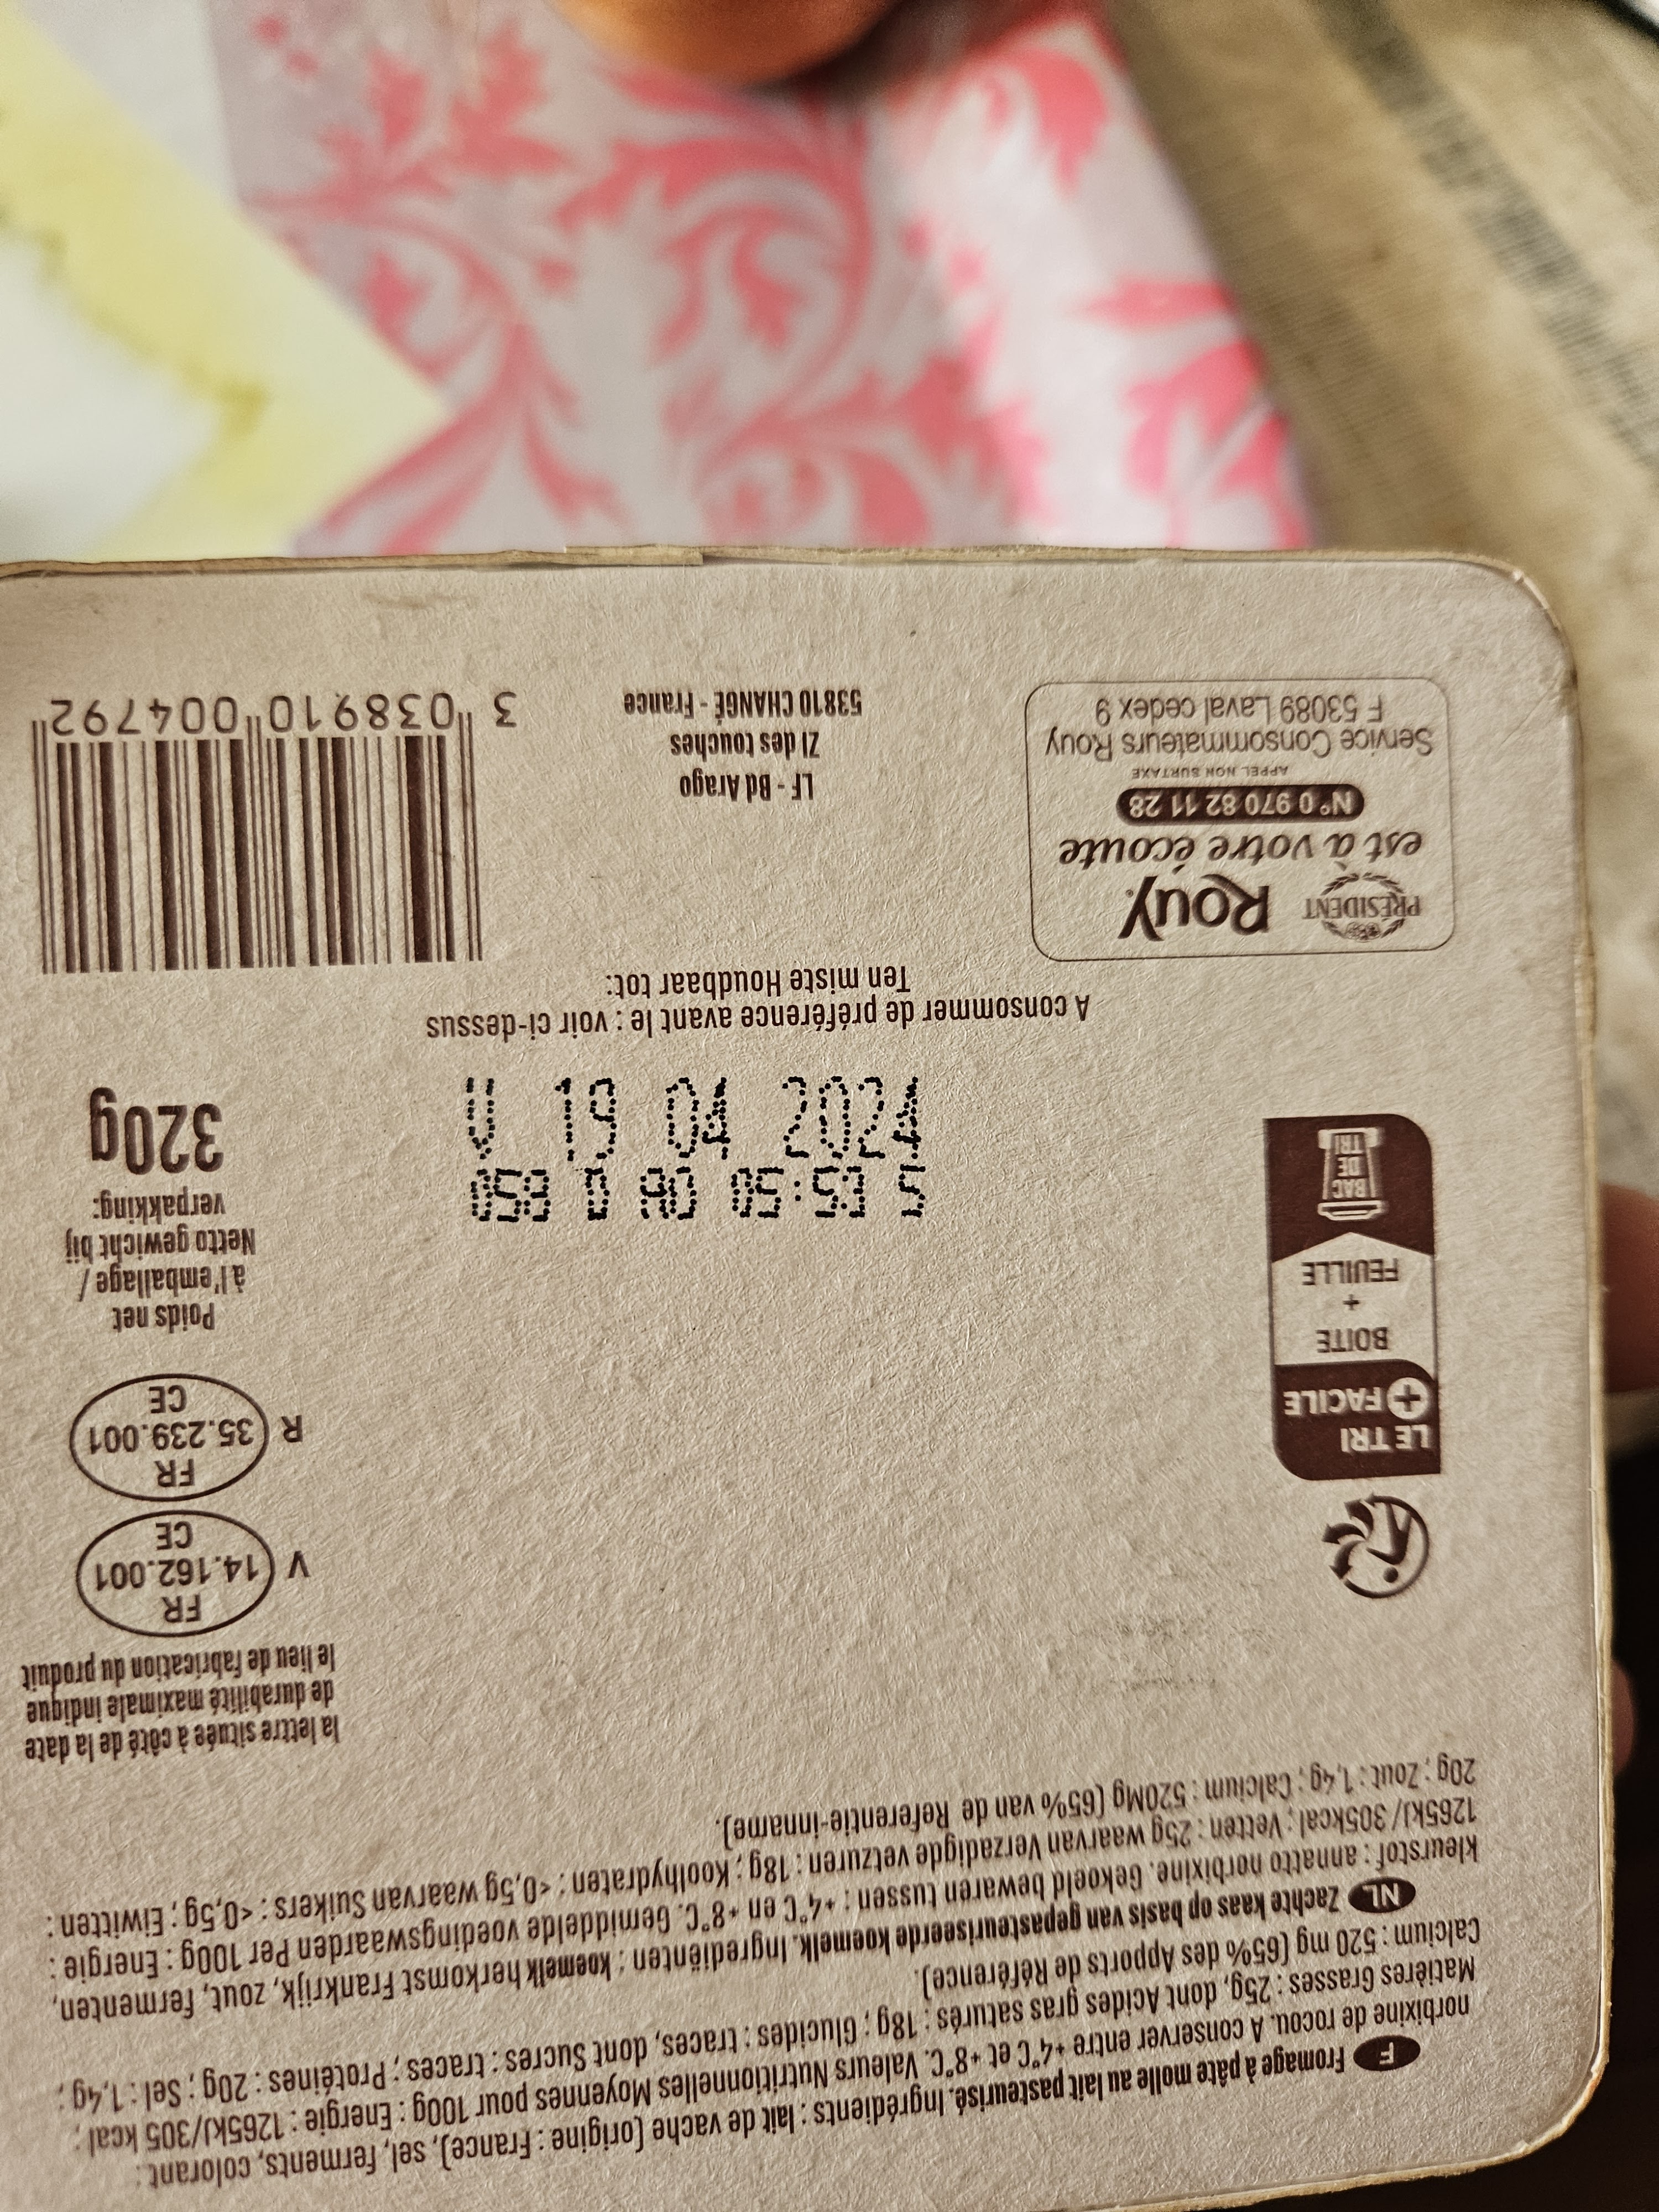 F Fromage à pâte molle au lait pasteurisé. Ingrédients : lait de vache (origine : France), sel, ferments, colorant :
norbixine de rocou. A conserver entre +4°C et +8°C. Valeurs Nutritionnelles Moyennes pour 100g : Energie : 1265kJ/305 kcal ;
Matières Grasses : 25g, dont Acides gras saturés : 18g ; Glucides : traces, dont Sucres : traces ; Protéines : 20g ; Sel : 1,4g ;
Calcium : 520 mg (65% des Apports de Référence).
NL Zachte kaas op basis van gepasteuriseerde koemelk. Ingrediënten : koemelk herkomst Frankrijk, zout, fermenten,
kleurstof : annatto norbixine. Gekoeld bewaren tussen : +4°C en +8°C. Gemiddelde voedingswaarden Per 100g : Energie :
1265kJ/305kcal ; Vetten : 25g waarvan Verzadigde vetzuren : 18g ; Koolhydraten : <0,5g waarvan Suikers : <0,5g ; Eiwitten :
20g ; Zout : 1,4g ; Calcium : 520Mg (65% van de Referentie-inname).
la lettre située à côté de la date
de durabilité maximale indique
le lieu de fabrication du produit
V
FR
14.162.001
CE
R
FR
35.239.001
CE
LE TRI
+ FACILE
BOITE
+
FEUILLE
BAC
DE
TRI
Poids net
à l'emballage /
Netto gewicht bij
verpakking:
320g
V 19 04 2024
A consommer de préférence avant le : voir ci-dessus
Ten miste Houdbaar tot:
PRÉSIDENT
Rouy
est à votre écoute
N° 0 970 82 11 28
APPEL NON SURTAXE
Service Consommateurs Rouy
F 53089 Laval cedex 9
LF - Bd Arago
ZI des touches
53810 CHANGÉ - France
3 038910 004792